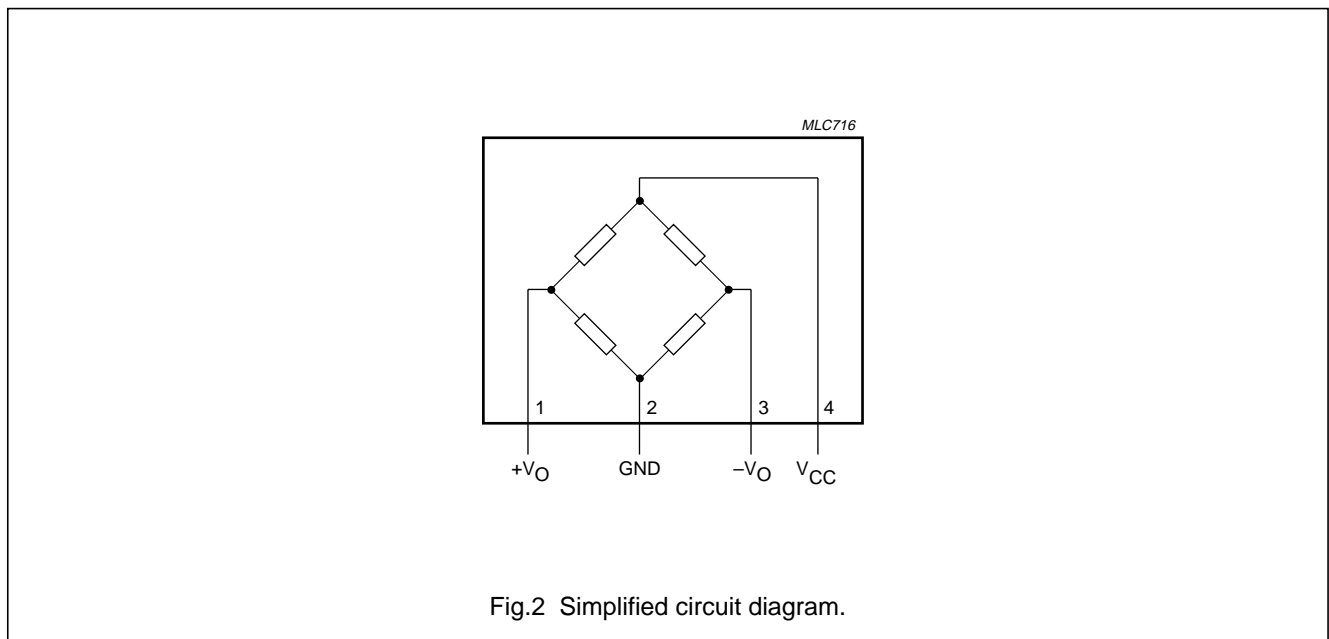 MLC716
1 2 3 4
+VO GND –VO VCC
Fig.2 Simplified circuit diagram.